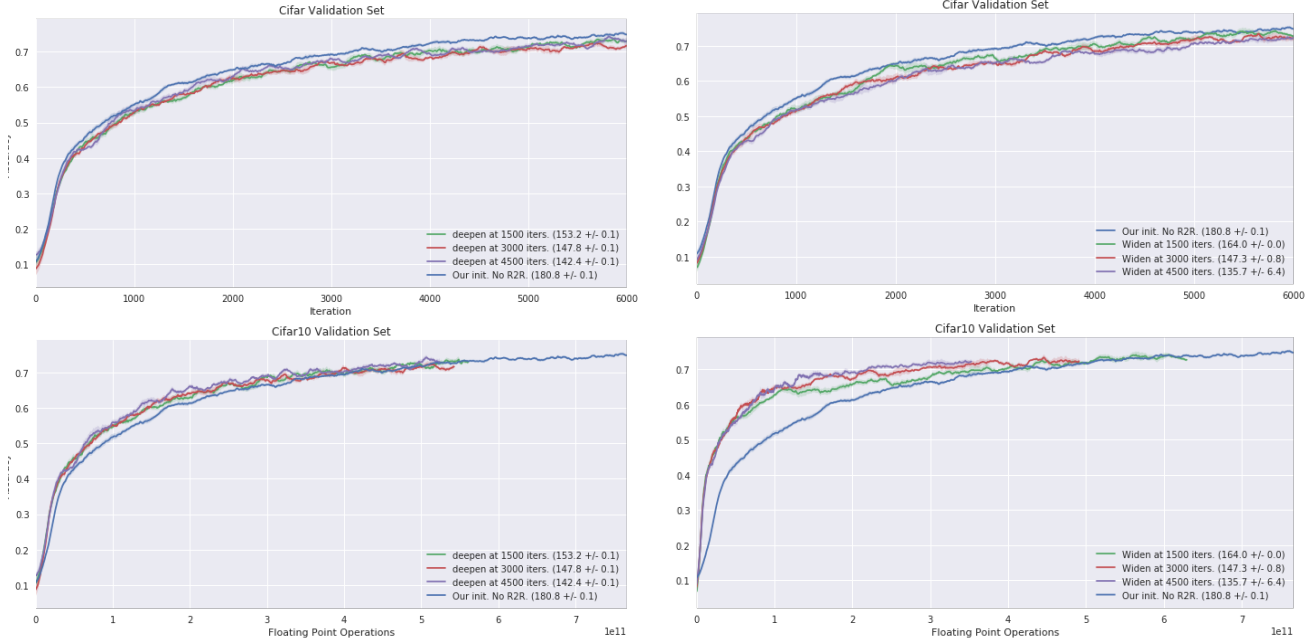 Cifar Validation Set
0.7
0.6
0.5
0.4
0.3
0.2
0.1
deepen at 1500 iters. (153.2 +/- 0.1)
deepen at 3000 iters. (147.8 +/- 0.1)
deepen at 4500 iters. (142.4 +/- 0.1)
Our init. No R2R. (180.8 +/- 0.1)
0 1000 2000 3000 4000 5000 6000
Iteration
Cifar Validation Set
0.7
0.6
0.5
0.4
0.3
0.2
0.1
Our init. No R2R. (180.8 +/- 0.1)
Widen at 1500 iters. (164.0 +/- 0.0)
Widen at 3000 iters. (147.3 +/- 0.8)
Widen at 4500 iters. (135.7 +/- 6.4)
0 1000 2000 3000 4000 5000 6000
Iteration
Cifar10 Validation Set
0.7
0.6
0.5
0.4
0.3
0.2
0.1
deepen at 1500 iters. (153.2 +/- 0.1)
deepen at 3000 iters. (147.8 +/- 0.1)
deepen at 4500 iters. (142.4 +/- 0.1)
Our init. No R2R. (180.8 +/- 0.1)
0 1 2 3 4 5 6 7
Floating Point Operations 1e11
Cifar10 Validation Set
0.7
0.6
0.5
0.4
0.3
0.2
0.1
Widen at 1500 iters. (164.0 +/- 0.0)
Widen at 3000 iters. (147.3 +/- 0.8)
Widen at 4500 iters. (135.7 +/- 6.4)
Our init. No R2R. (180.8 +/- 0.1)
0 1 2 3 4 5 6 7
Floating Point Operations 1e11